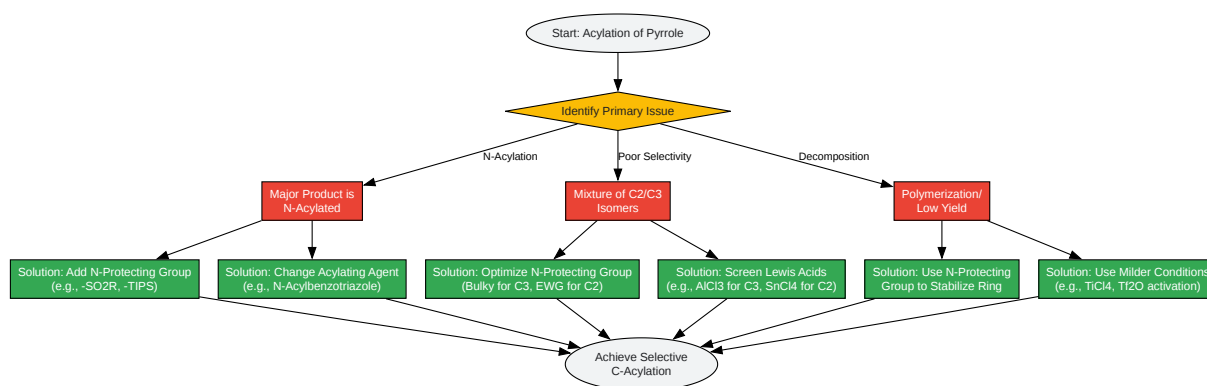 Start: Acylation of Pyrrole
Identify Primary Issue
N-Acylation
Poor Selectivity
Decomposition
Major Product is
N-Acylated
Mixture of C2/C3
Isomers
Polymerization/
Low Yield
Solution: Add N-Protecting Group
(e.g., -SO2R, -TIPS)
Solution: Change Acylating Agent
(e.g., N-Acylbenzotriazole)
Solution: Optimize N-Protecting Group
(Bulky for C3, EWG for C2)
Solution: Screen Lewis Acids
(e.g., AlCl3 for C3, SnCl4 for C2)
Solution: Use N-Protecting
Group to Stabilize Ring
Solution: Use Milder Conditions
(e.g., TiCl4, Tf2O activation)
Achieve Selective
C-Acylation